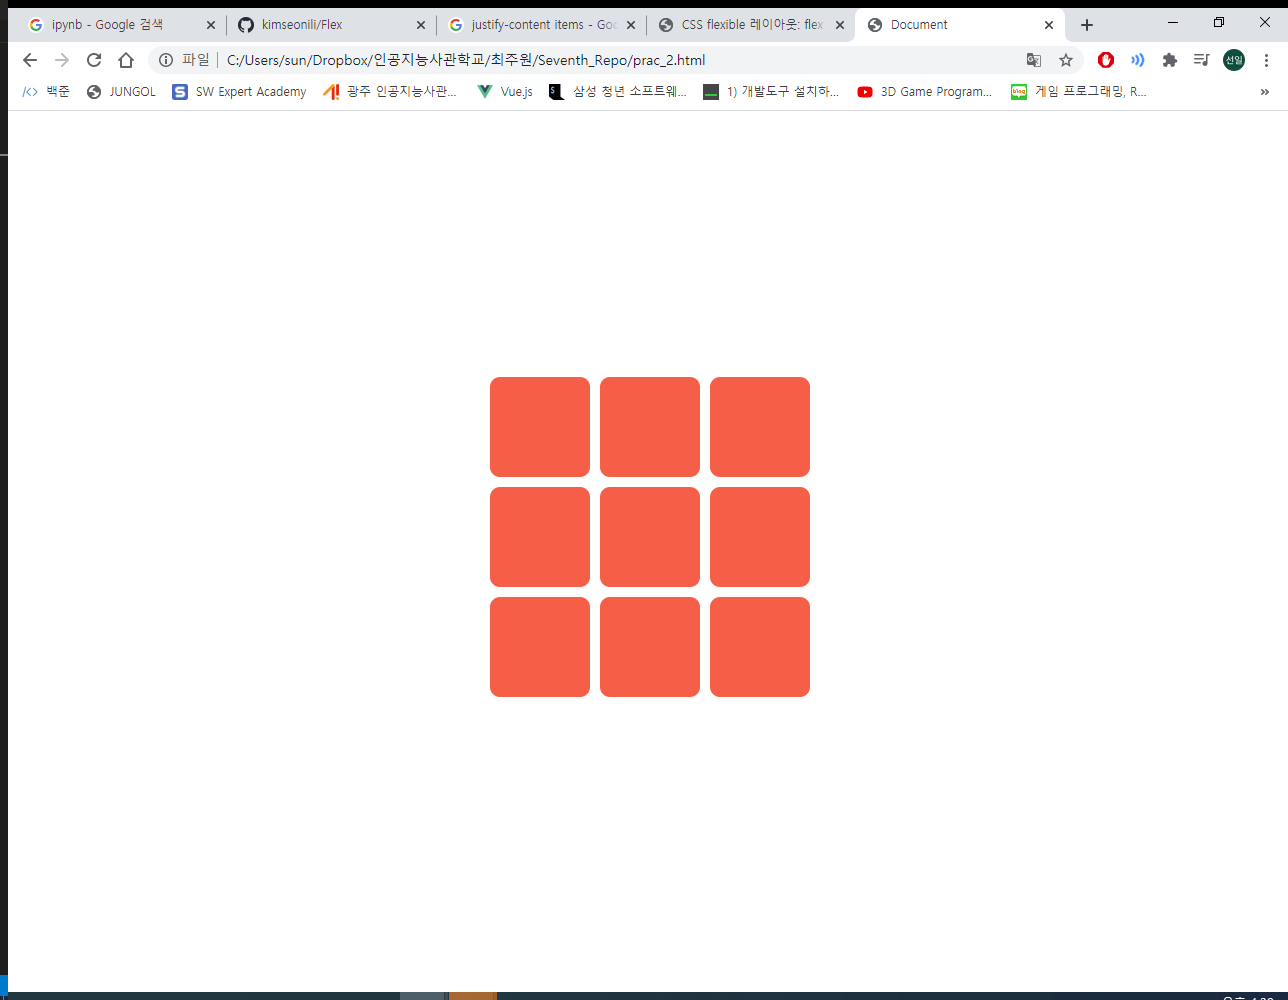 ipynb - Google 검색
kimseonili/Flex
justify-content items - Goo
CSS flexible 레이아웃: flex
Document
파일
C:/Users/sun/Dropbox/인공지능사관학교/최주원/Seventh_Repo/prac_2.html
선일
백준
JUNGOL
SW Expert Academy
광주 인공지능사관...
Vue.js
삼성 청년 소프트웨...
1) 개발도구 설치하...
3D Game Program...
게임 프로그래밍, R...